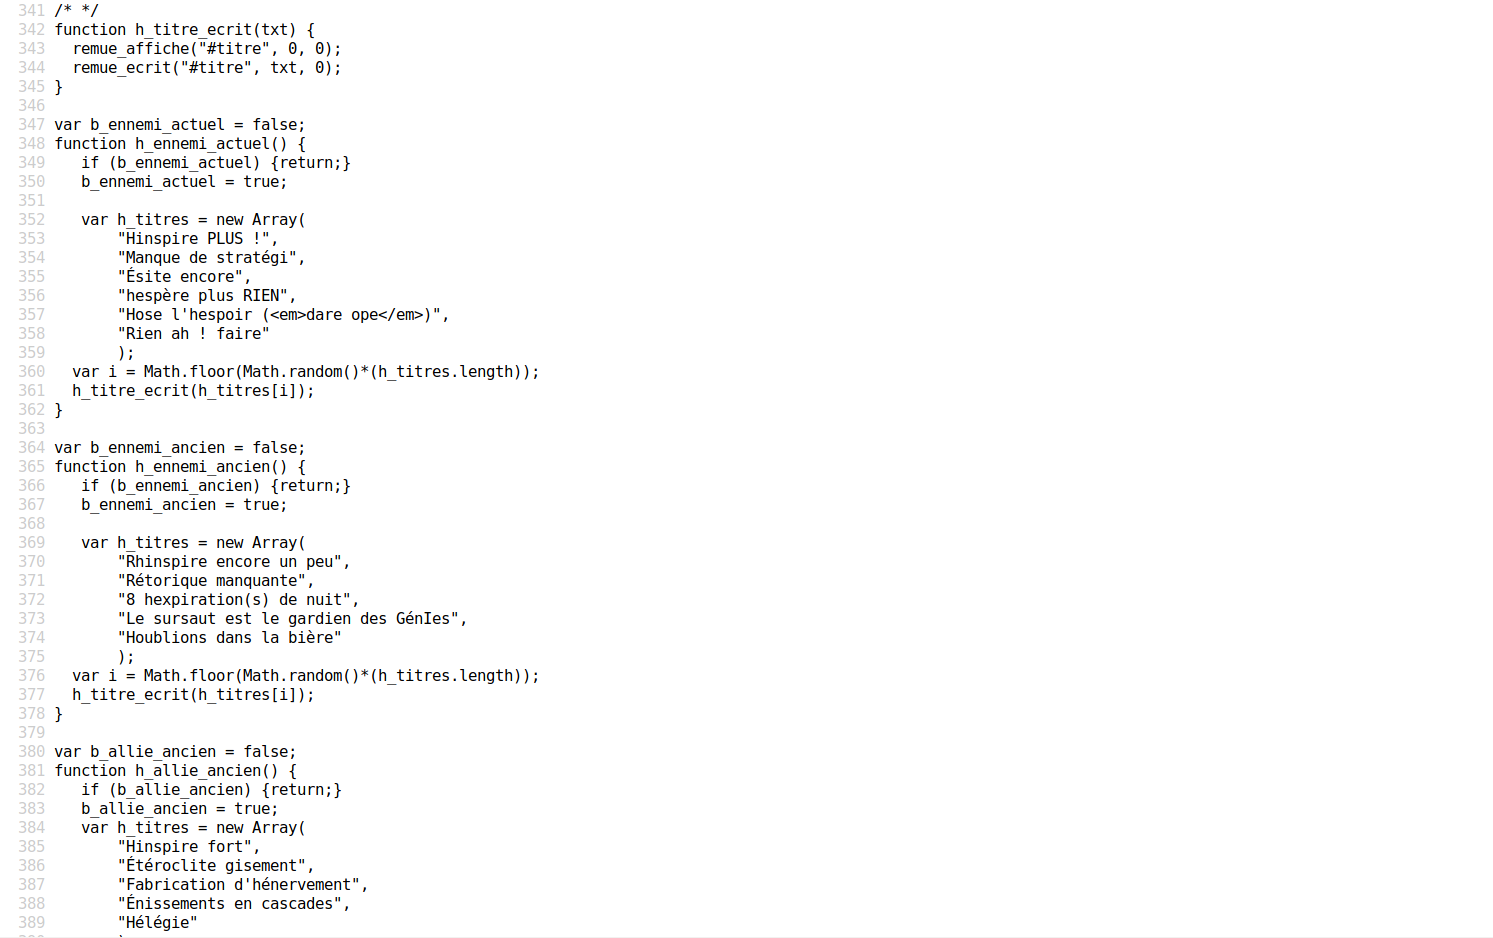 341 /* */
342 function h_titre_ecrit(txt) {
343   remue_affiche("#titre", 0, 0);
344   remue_ecrit("#titre", txt, 0);
345 }
346
347 var b_ennemi_actuel = false;
348 function h_ennemi_actuel() {
349    if (b_ennemi_actuel) {return;}
350    b_ennemi_actuel = true;
351
352    var h_titres = new Array(
353        "Hinspire PLUS !",
354        "Manque de stratégi",
355        "Ésite encore",
356        "hespère plus RIEN",
357        "Hose l'hespoir (<em>dare ope</em>)",
358        "Rien ah ! faire"
359        );
360   var i = Math.floor(Math.random()*(h_titres.length));
361   h_titre_ecrit(h_titres[i]);
362 }
363
364 var b_ennemi_ancien = false;
365 function h_ennemi_ancien() {
366    if (b_ennemi_ancien) {return;}
367    b_ennemi_ancien = true;
368
369    var h_titres = new Array(
370        "Rhinspire encore un peu",
371        "Rétorique manquante",
372        "8 hexpiration(s) de nuit",
373        "Le sursaut est le gardien des GénIes",
374        "Houblions dans la bière"
375        );
376   var i = Math.floor(Math.random()*(h_titres.length));
377   h_titre_ecrit(h_titres[i]);
378 }
379
380 var b_allie_ancien = false;
381 function h_allie_ancien() {
382    if (b_allie_ancien) {return;}
383    b_allie_ancien = true;
384    var h_titres = new Array(
385        "Hinspire fort",
386        "Étéroclite gisement",
387        "Fabrication d'hénervement",
388        "Énissements en cascades",
389        "Hélégie"